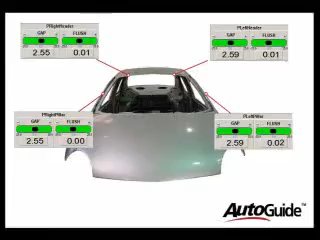 PRightHeader
GAP FLUSH
2.55 0.01
PLeftHeader
GAP FLUSH
2.59 0.01
PRightPillar
GAP FLUSH
2.55 0.00
PLeftPillar
GAP FLUSH
2.59 0.02
AutoGuide™